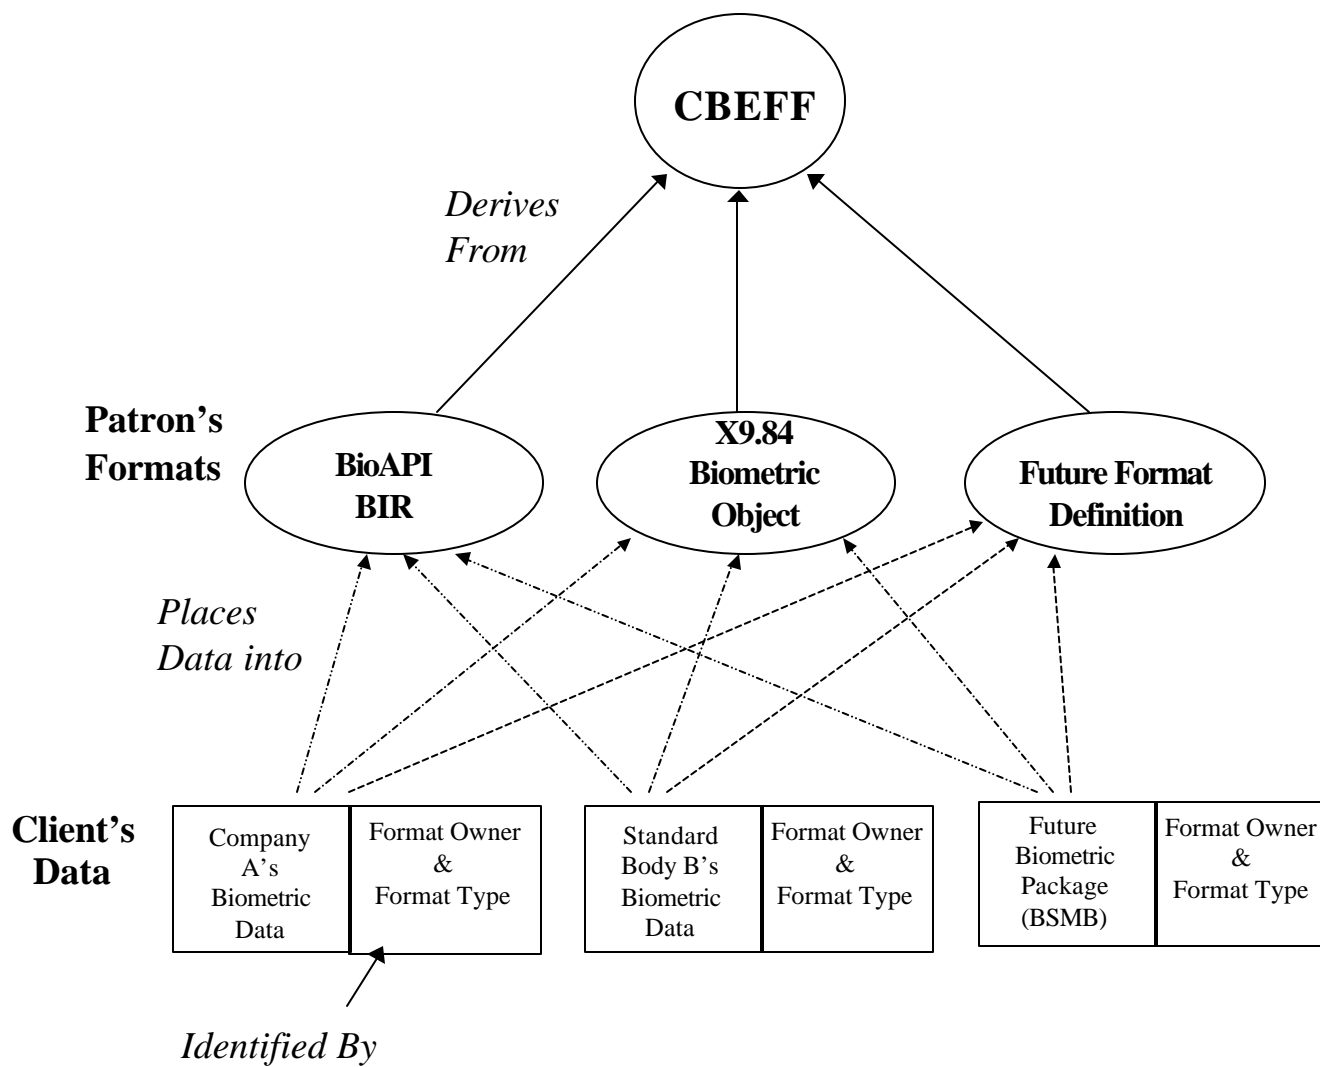 CBEFF
Derives
From
Patron's
Formats
BioAPI
BIR
X9.84
Biometric
Object
Future Format
Definition
Places
Data into
Client's
Data
Company
A's
Biometric
Data
Format Owner
&
Format Type
Standard
Body B's
Biometric
Data
Format Owner
&
Format Type
Future
Biometric
Package
(BSMB)
Format Owner
&
Format Type
Identified By